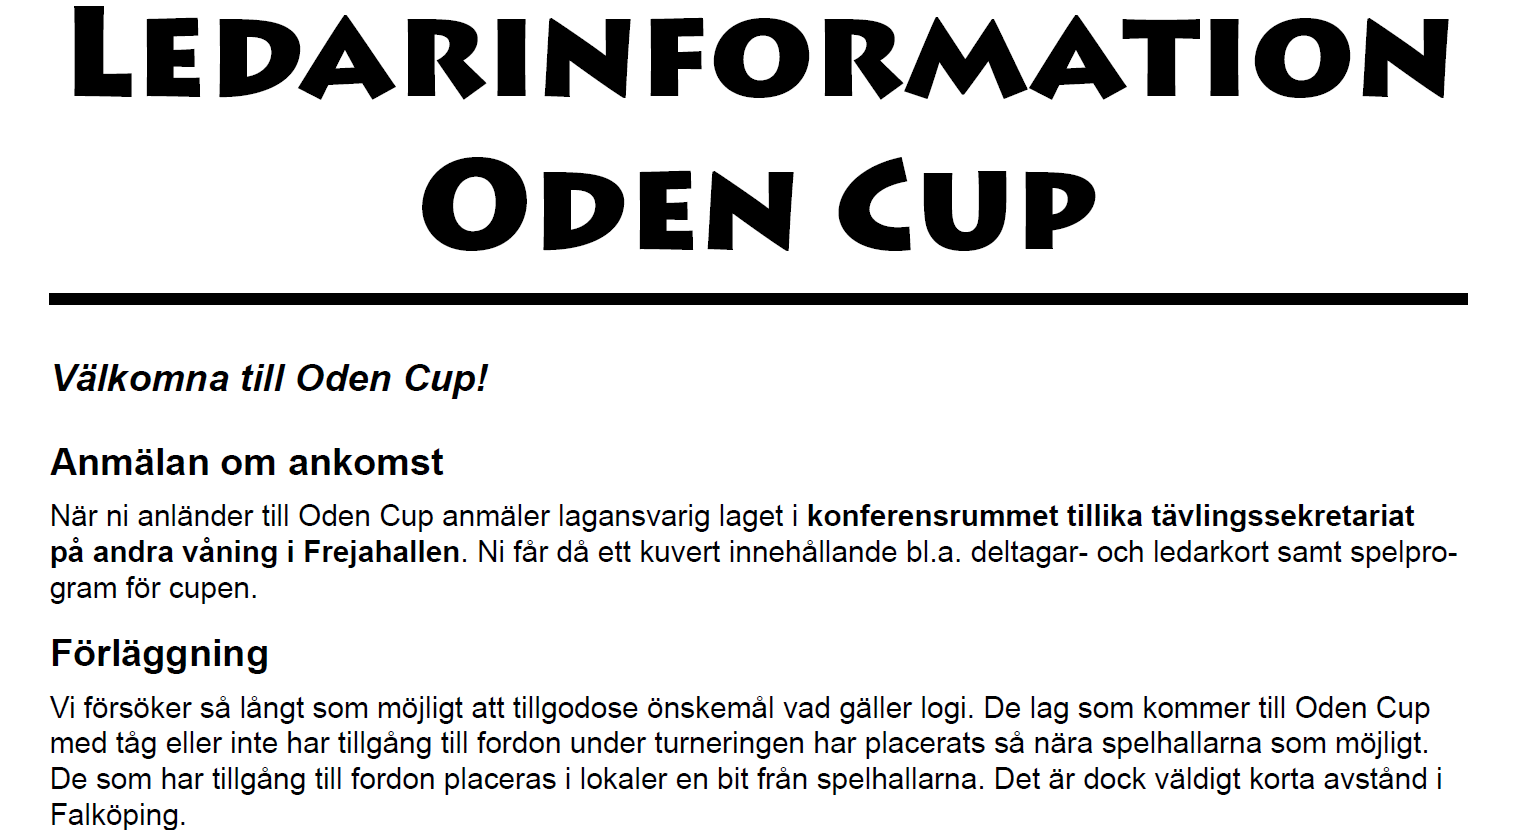 LEDARINFORMATION
ODEN CUP
Välkomna till Oden Cup!
Anmälan om ankomst
När ni anländer till Oden Cup anmäler lagansvarig laget i konferensrummet tillika tävlingssekretariat
på andra våning i Frejahallen. Ni får då ett kuvert innehållande bl.a. deltagar- och ledarkort samt spelpro-
gram för cupen.
Förläggning
Vi försöker så långt som möjligt att tillgodose önskemål vad gäller logi. De lag som kommer till Oden Cup
med tåg eller inte har tillgång till fordon under turneringen har placerats så nära spelhallarna som möjligt.
De som har tillgång till fordon placeras i lokaler en bit från spelhallarna. Det är dock väldigt korta avstånd i
Falköping.